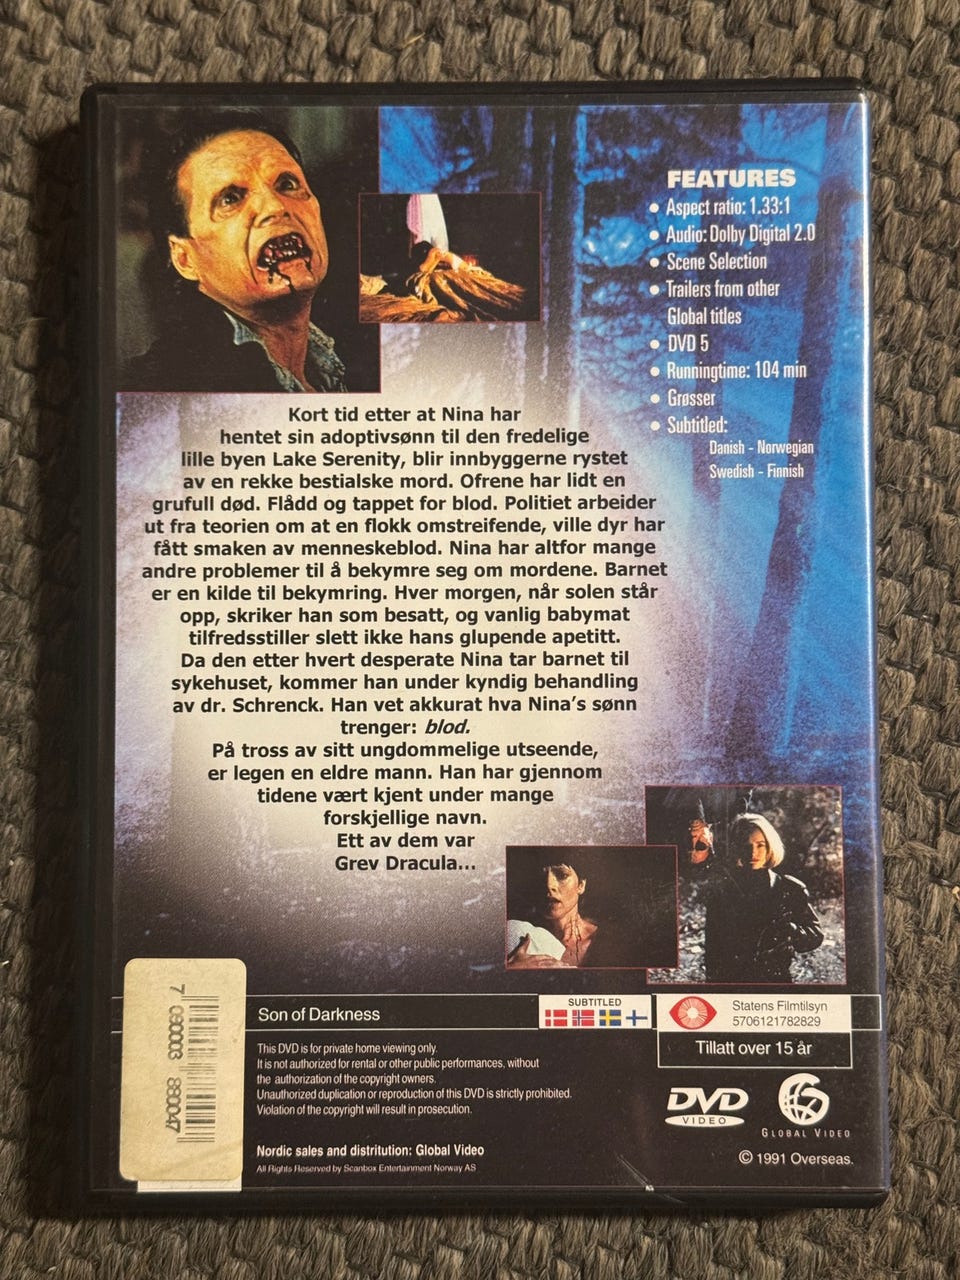 FEATURES
• Aspect ratio: 1.33:1
• Audio: Dolby Digital 2.0
• Scene Selection
• Trailers from other
Global titles
• DVD 5
• Runningtime: 104 min
• Grøsser
• Subtitled:
Danish - Norwegian
Swedish - Finnish
Kort tid etter at Nina har
hentet sin adoptivsønn til den fredelige
lille byen Lake Serenity, blir innbyggerne rystet
av en rekke bestialske mord. Ofrene har lidt en
grufull død. Flådd og tappet for blod. Politiet arbeider
ut fra teorien om at en flokk omstreifende, ville dyr har
fått smaken av menneskeblod. Nina har altfor mange
andre problemer til å bekymre seg om mordene. Barnet
er en kilde til bekymring. Hver morgen, når solen står
opp, skriker han som besatt, og vanlig babymat
tilfredsstiller slett ikke hans glupende apetitt.
Da den etter hvert desperate Nina tar barnet til
sykehuset, kommer han under kyndig behandling
av dr. Schrenck. Han vet akkurat hva Nina's sønn
trenger: blod.
På tross av sitt ungdommelige utseende,
er legen en eldre mann. Han har gjennom
tidene vært kjent under mange
forskjellige navn.
Ett av dem var
Grev Dracula...
Son of Darkness
SUBTITLED
Statens Filmtilsyn
5706121782829
Tillatt over 15 år
This DVD is for private home viewing only.
It is not authorized for rental or other public performances, without
the authorization of the copyright owners.
Unauthorized duplication or reproduction of this DVD is strictly prohibited.
Violation of the copyright will result in prosecution.
Nordic sales and distritution: Global Video
All Rights Reserved by Scanbox Entertainment Norway AS
DVD
VIDEO
GLOBAL VIDEO
© 1991 Overseas.